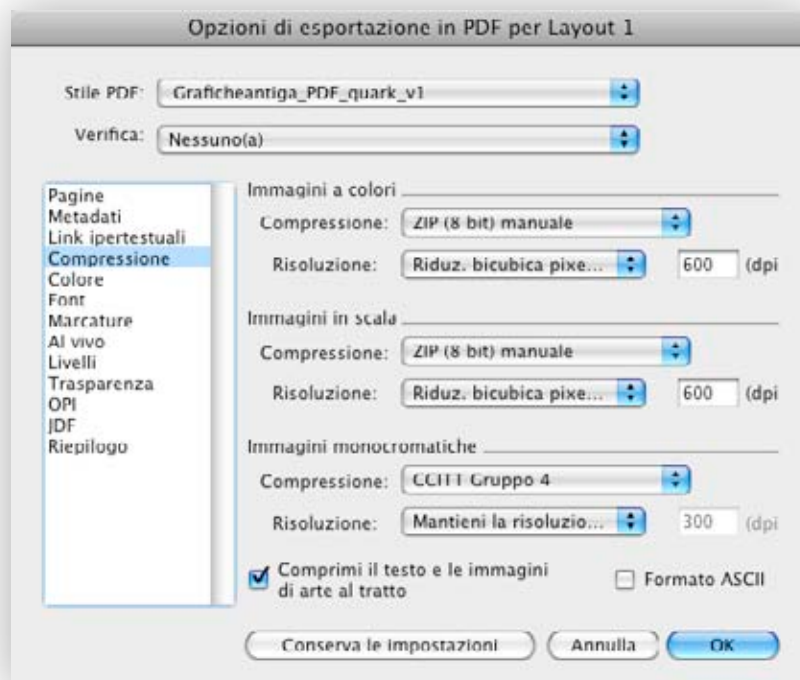 Opzioni di esportazione in PDF per Layout 1
Stile PDF: Graficheantiga_PDF_quark_v1
Verifica: Nessuno(a)
Pagine
Metadati
Link ipertestuali
Compressione
Colore
Font
Marcature
Al vivo
Livelli
Trasparenza
OPI
JDF
Riepilogo
Immagini a colori
Compressione: ZIP (8 bit) manuale
Risoluzione: Riduz. bicubica pixe... 600 (dpi
Immagini in scala
Compressione: ZIP (8 bit) manuale
Risoluzione: Riduz. bicubica pixe... 600 (dpi
Immagini monocromatiche
Compressione: CCITT Gruppo 4
Risoluzione: Mantieni la risoluzio... 300 (dpi
Comprimi il testo e le immagini
di arte al tratto
Formato ASCII
Conserva le impostazioni Annulla OK